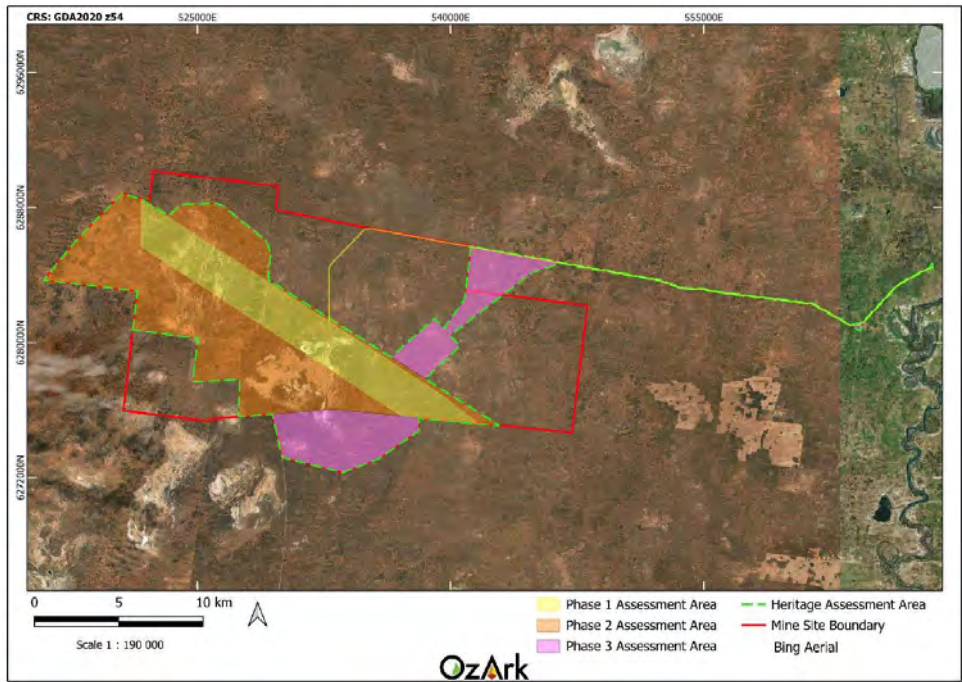 CRS: GDA2020 z54
525000E
540000E
555000E
6296000N
6288000N
6280000N
6272000N
0 5 10 km
Scale 1 : 190 000
Phase 1 Assessment Area
Phase 2 Assessment Area
Phase 3 Assessment Area
Heritage Assessment Area
Mine Site Boundary
Bing Aerial
OzArk